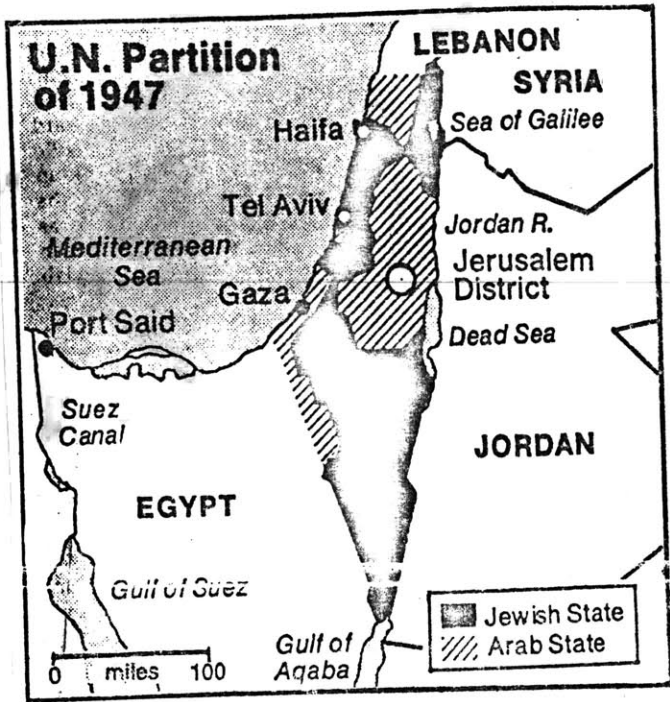 U.N. Partition
of 1947
LEBANON
SYRIA
Haifa
Sea of Galilee
Tel Aviv
Jordan R.
Mediterranean
Sea
Jerusalem
District
Gaza
Port Said
Dead Sea
Suez
Canal
JORDAN
EGYPT
Gulf of Suez
Jewish State
Arab State
Gulf of
Aqaba
0 miles 100